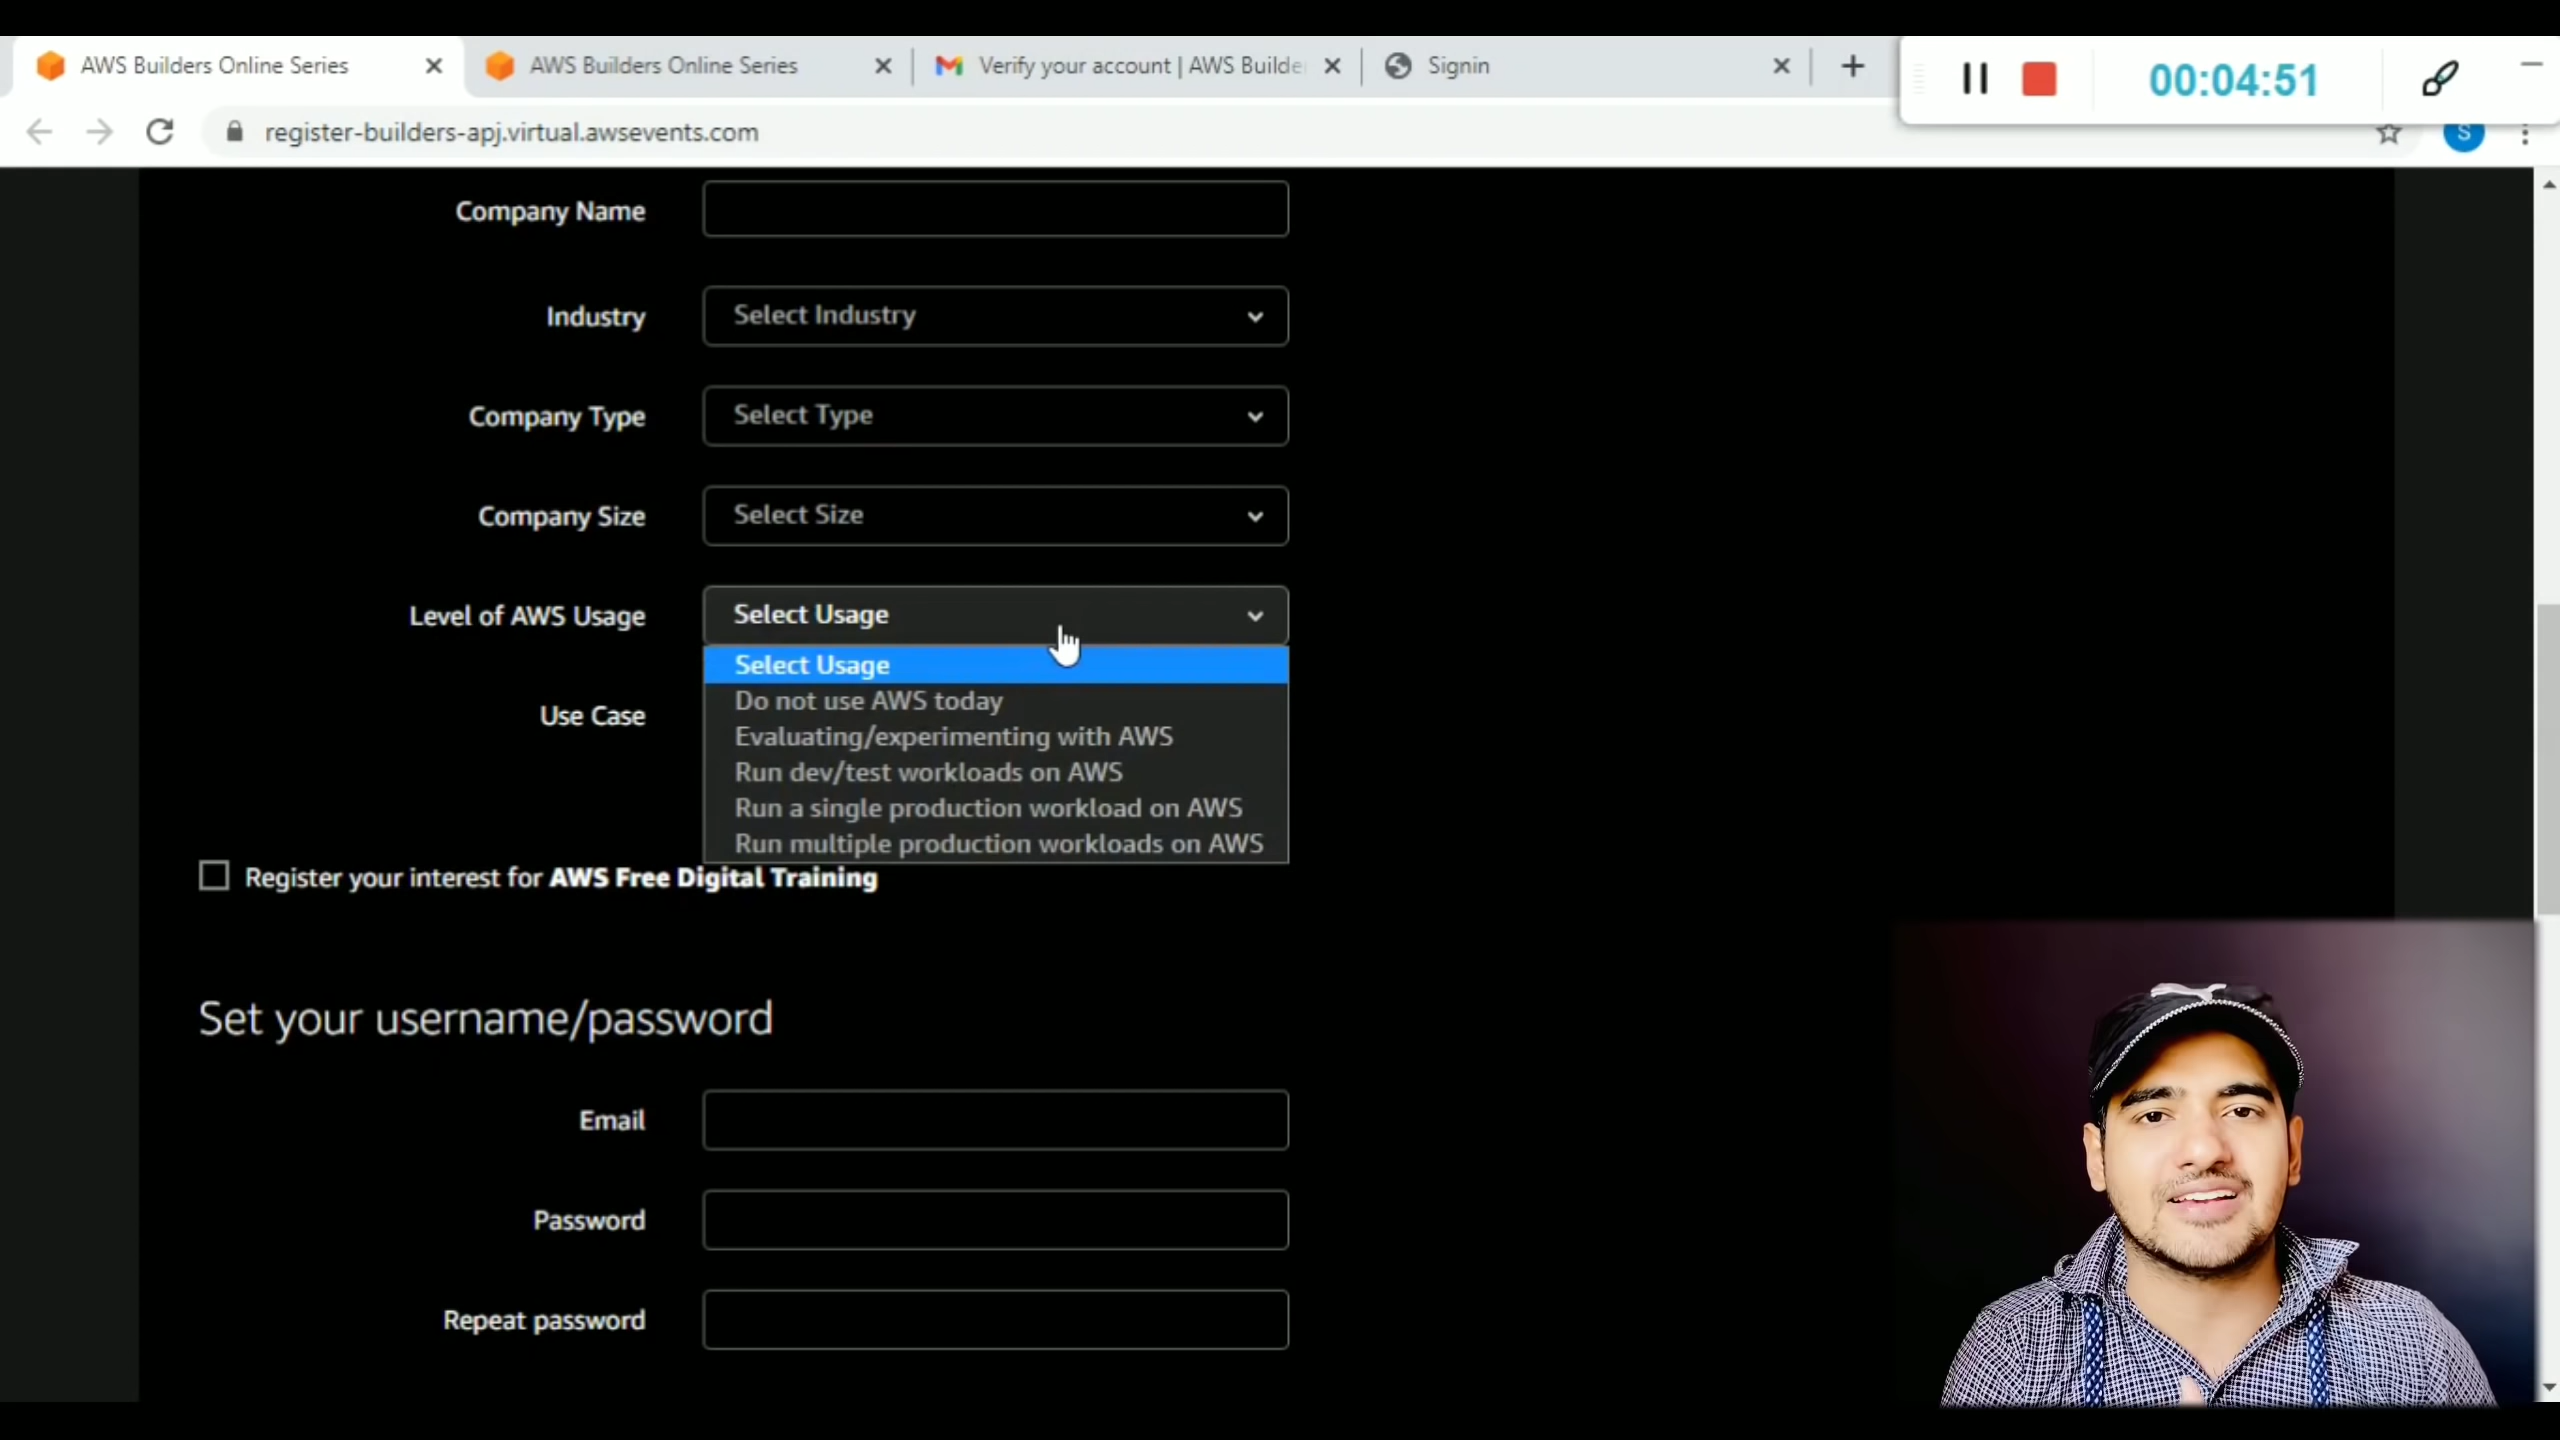 AWS Builders Online Series
AWS Builders Online Series
Verify your account | AWS Builde
Signin
00:04:51
register-builders-apj.virtual.awsevents.com
S
Company Name
Industry
Select Industry
Company Type
Select Type
Company Size
Select Size
Level of AWS Usage
Select Usage
Select Usage
Do not use AWS today
Evaluating/experimenting with AWS
Run dev/test workloads on AWS
Run a single production workload on AWS
Run multiple production workloads on AWS
Use Case
Register your interest for AWS Free Digital Training
Set your username/password
Email
Password
Repeat password